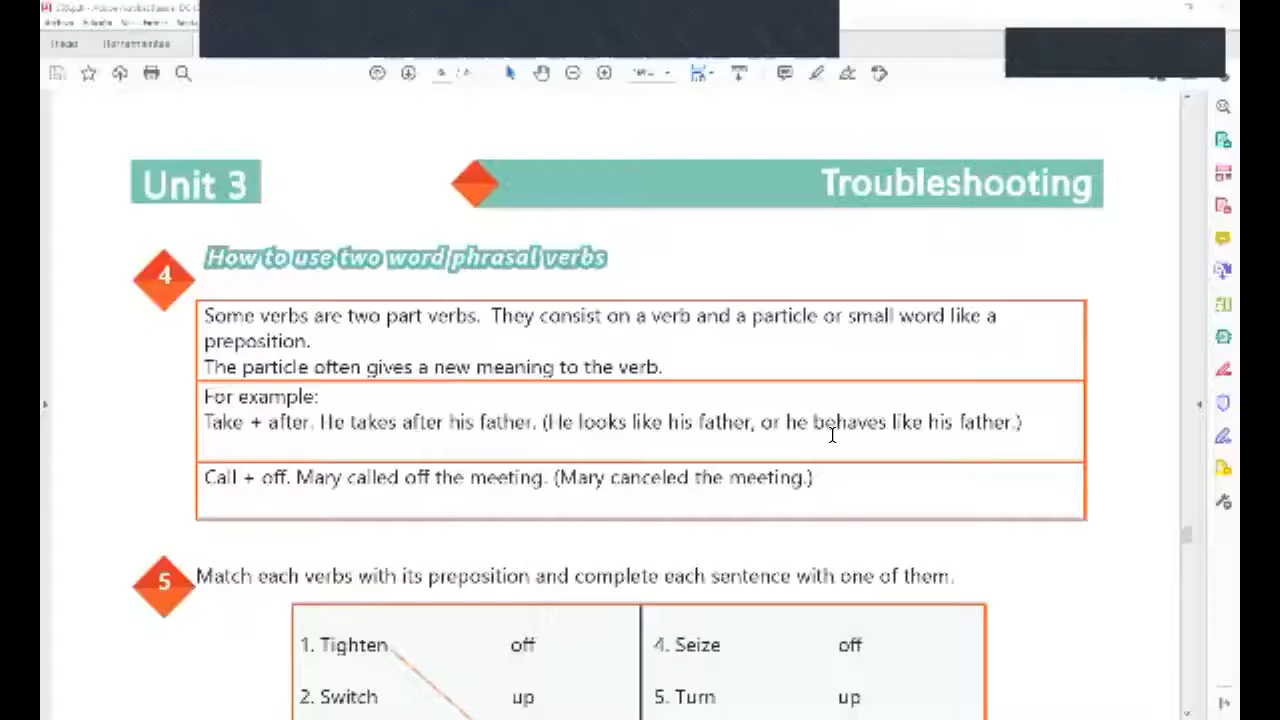 Unit 3
Troubleshooting
4
How to use two word phrasal verbs
Some verbs are two part verbs. They consist on a verb and a particle or small word like a
preposition.
The particle often gives a new meaning to the verb.
For example:
Take + after. He takes after his father. (He looks like his father, or he behaves like his father.)
Call + off. Mary called off the meeting. (Mary canceled the meeting.)
5
Match each verbs with its preposition and complete each sentence with one of them.
1. Tighten off 4. Seize off
2. Switch up 5. Turn up